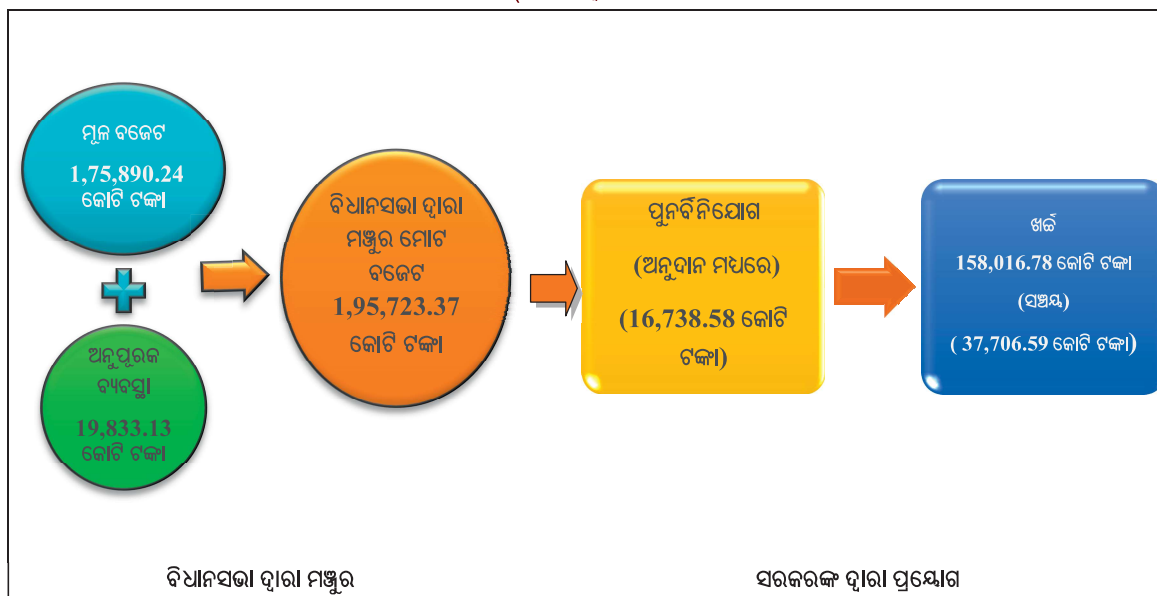 ମୂଳ ବଜେଟ
1,75,890.24
କୋଟି ଟଙ୍କା
ଅନୁପୂରକ
ବ୍ୟବସ୍ଥା
19,833.13
କୋଟି ଟଙ୍କା
ବିଧାନସଭା ଦ୍ୱାରା
ମଞ୍ଜୁର ମୋଟ
ବଜେଟ
1,95,723.37
କୋଟି ଟଙ୍କା
ପୁନର୍ବିନିଯୋଗ
(ଅନୁଦାନ ମଧ୍ୟରେ)
(16,738.58 କୋଟି
ଟଙ୍କା)
ଖର୍ଚ୍ଚ
158,016.78 କୋଟି ଟଙ୍କା
(ସଞ୍ଚୟ)
( 37,706.59 କୋଟି ଟଙ୍କା)
ବିଧାନସଭା ଦ୍ୱାରା ମଞ୍ଜୁର
ସରକରଙ୍କ ଦ୍ୱାରା ପ୍ରୟୋଗ